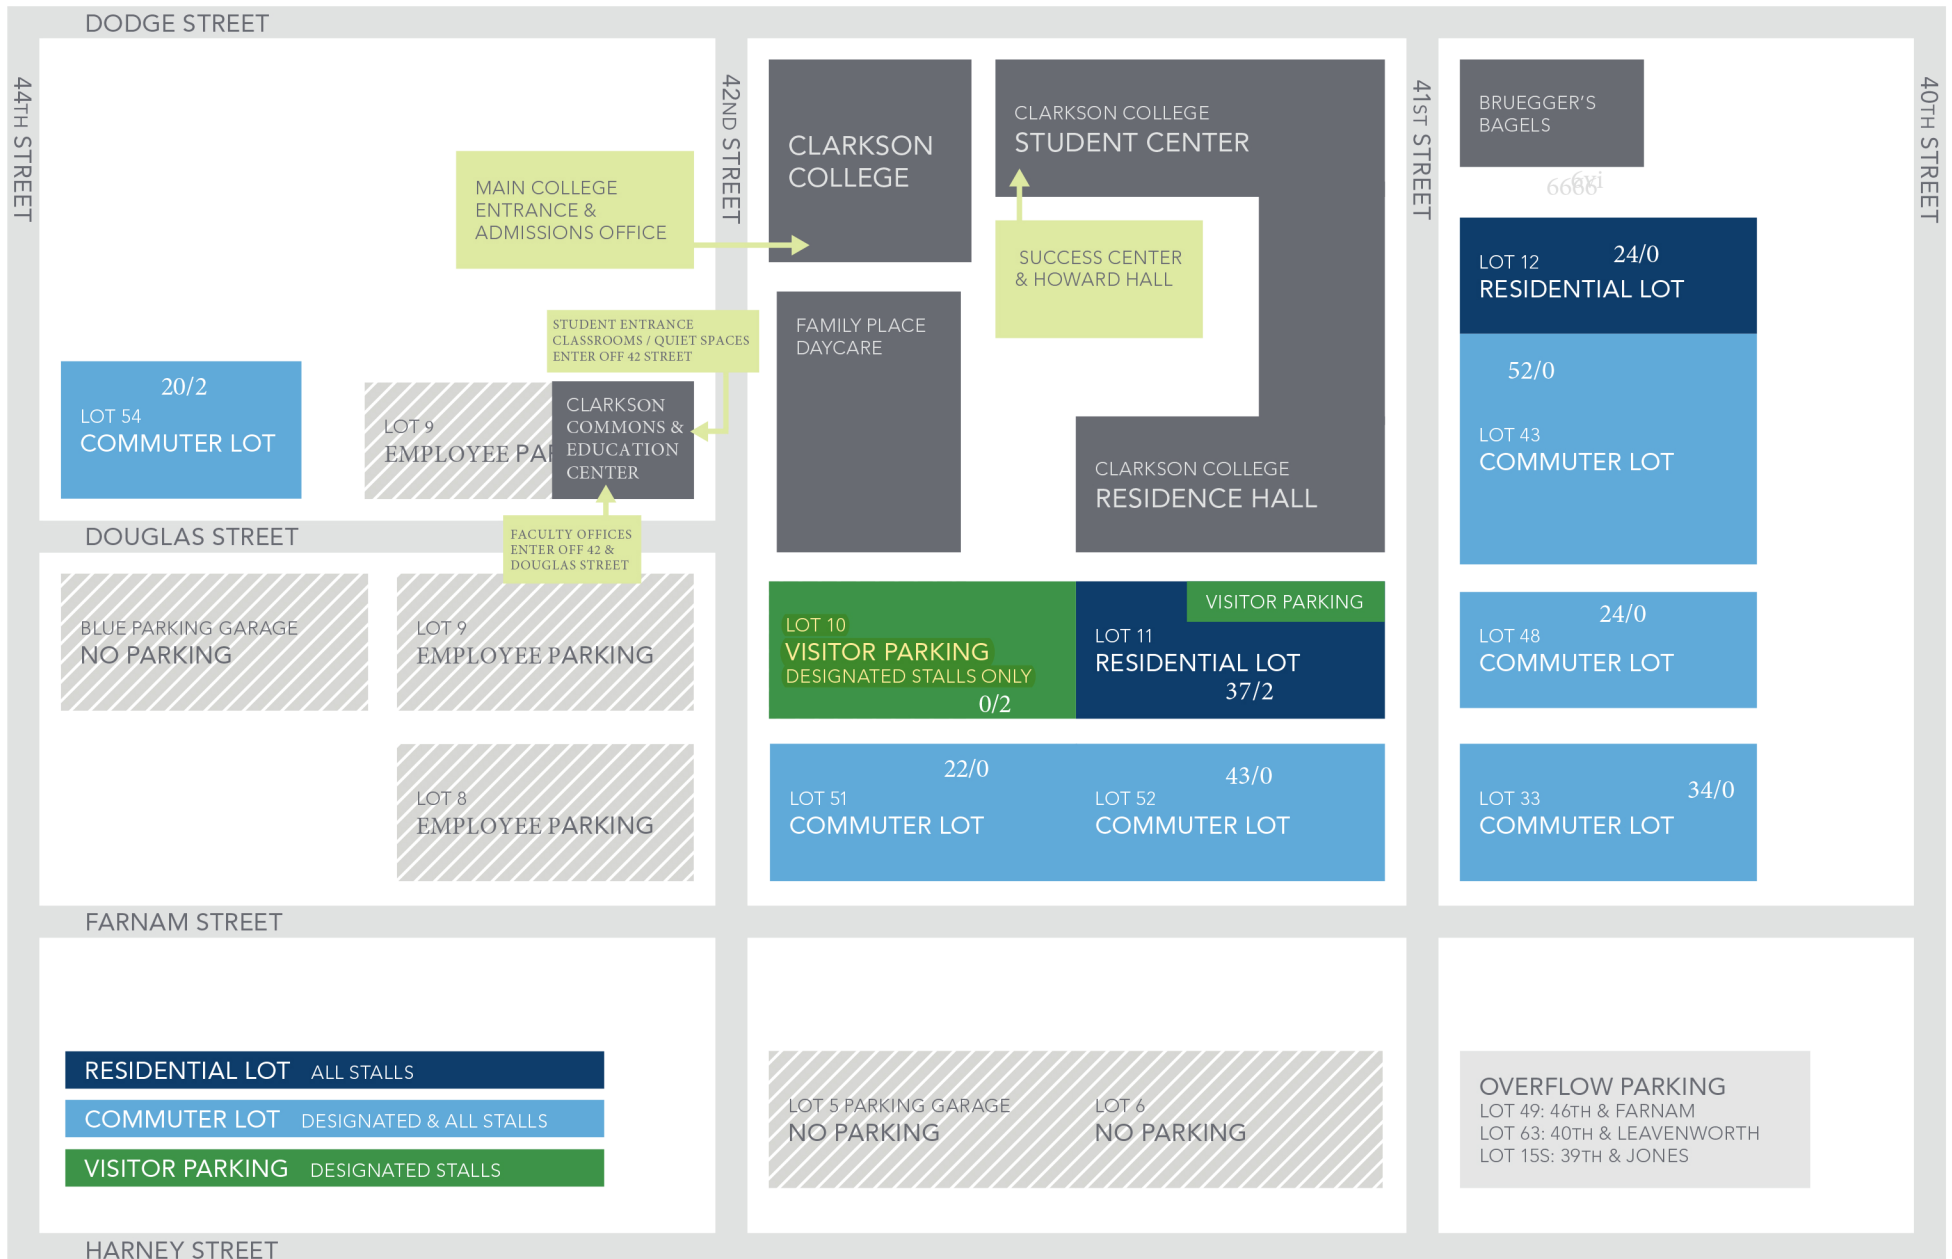 DODGE STREET
44TH STREET
42ND STREET
41ST STREET
40TH STREET
CLARKSON
COLLEGE
CLARKSON COLLEGE
STUDENT CENTER
BRUEGGER'S
BAGELS
MAIN COLLEGE
ENTRANCE &
ADMISSIONS OFFICE
SUCCESS CENTER
& HOWARD HALL
LOT 12
24/0
RESIDENTIAL LOT
STUDENT ENTRANCE
CLASSROOMS / QUIET SPACES
ENTER OFF 42 STREET
FAMILY PLACE
DAYCARE
20/2
LOT 54
COMMUTER LOT
LOT 9
EMPLOYEE PAR
CLARKSON
COMMONS &
EDUCATION
CENTER
52/0
LOT 43
COMMUTER LOT
CLARKSON COLLEGE
RESIDENCE HALL
DOUGLAS STREET
FACULTY OFFICES
ENTER OFF 42 &
DOUGLAS STREET
BLUE PARKING GARAGE
NO PARKING
LOT 9
EMPLOYEE PARKING
LOT 10
VISITOR PARKING
DESIGNATED STALLS ONLY
0/2
VISITOR PARKING
LOT 11
RESIDENTIAL LOT
37/2
24/0
LOT 48
COMMUTER LOT
LOT 8
EMPLOYEE PARKING
22/0
LOT 51
COMMUTER LOT
43/0
LOT 52
COMMUTER LOT
34/0
LOT 33
COMMUTER LOT
FARNAM STREET
RESIDENTIAL LOT ALL STALLS
COMMUTER LOT DESIGNATED & ALL STALLS
VISITOR PARKING DESIGNATED STALLS
LOT 5 PARKING GARAGE
NO PARKING
LOT 6
NO PARKING
OVERFLOW PARKING
LOT 49: 46TH & FARNAM
LOT 63: 40TH & LEAVENWORTH
LOT 15S: 39TH & JONES
HARNEY STREET